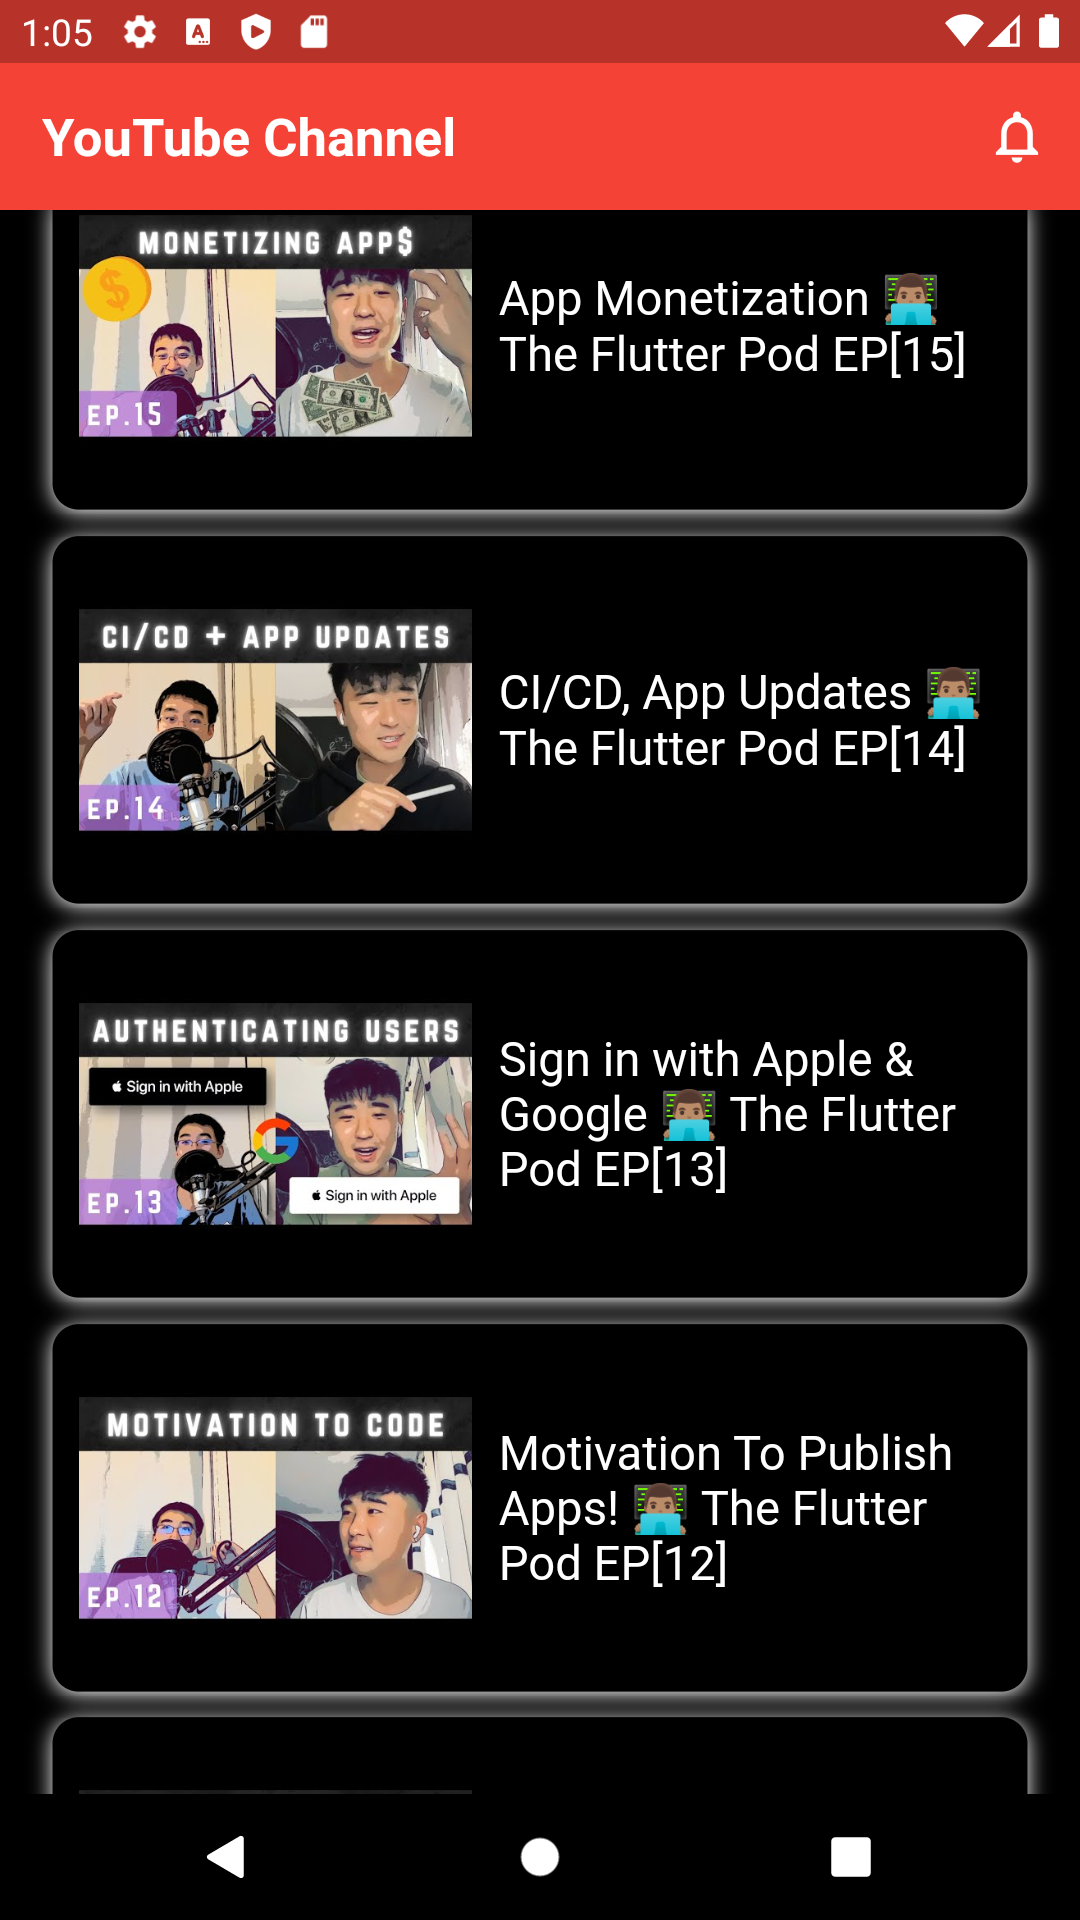 1:05
YouTube Channel
MONETIZING APP$
EP.15
App Monetization 👨🏽‍💻
The Flutter Pod EP[15]
CI/CD + APP UPDATES
EP.14
CI/CD, App Updates 👨🏽‍💻
The Flutter Pod EP[14]
AUTHENTICATING USERS
Sign in with Apple
Sign in with Apple
EP.13
Sign in with Apple &
Google 👨🏽‍💻 The Flutter
Pod EP[13]
MOTIVATION TO CODE
EP.12
Motivation To Publish
Apps! 👨🏽‍💻 The Flutter
Pod EP[12]